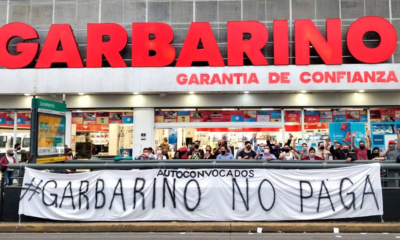 GARBARINO
GARANTIA DE CONFIANZA
AUTOCONVOCADOS
#GARBARINO NO PAGA